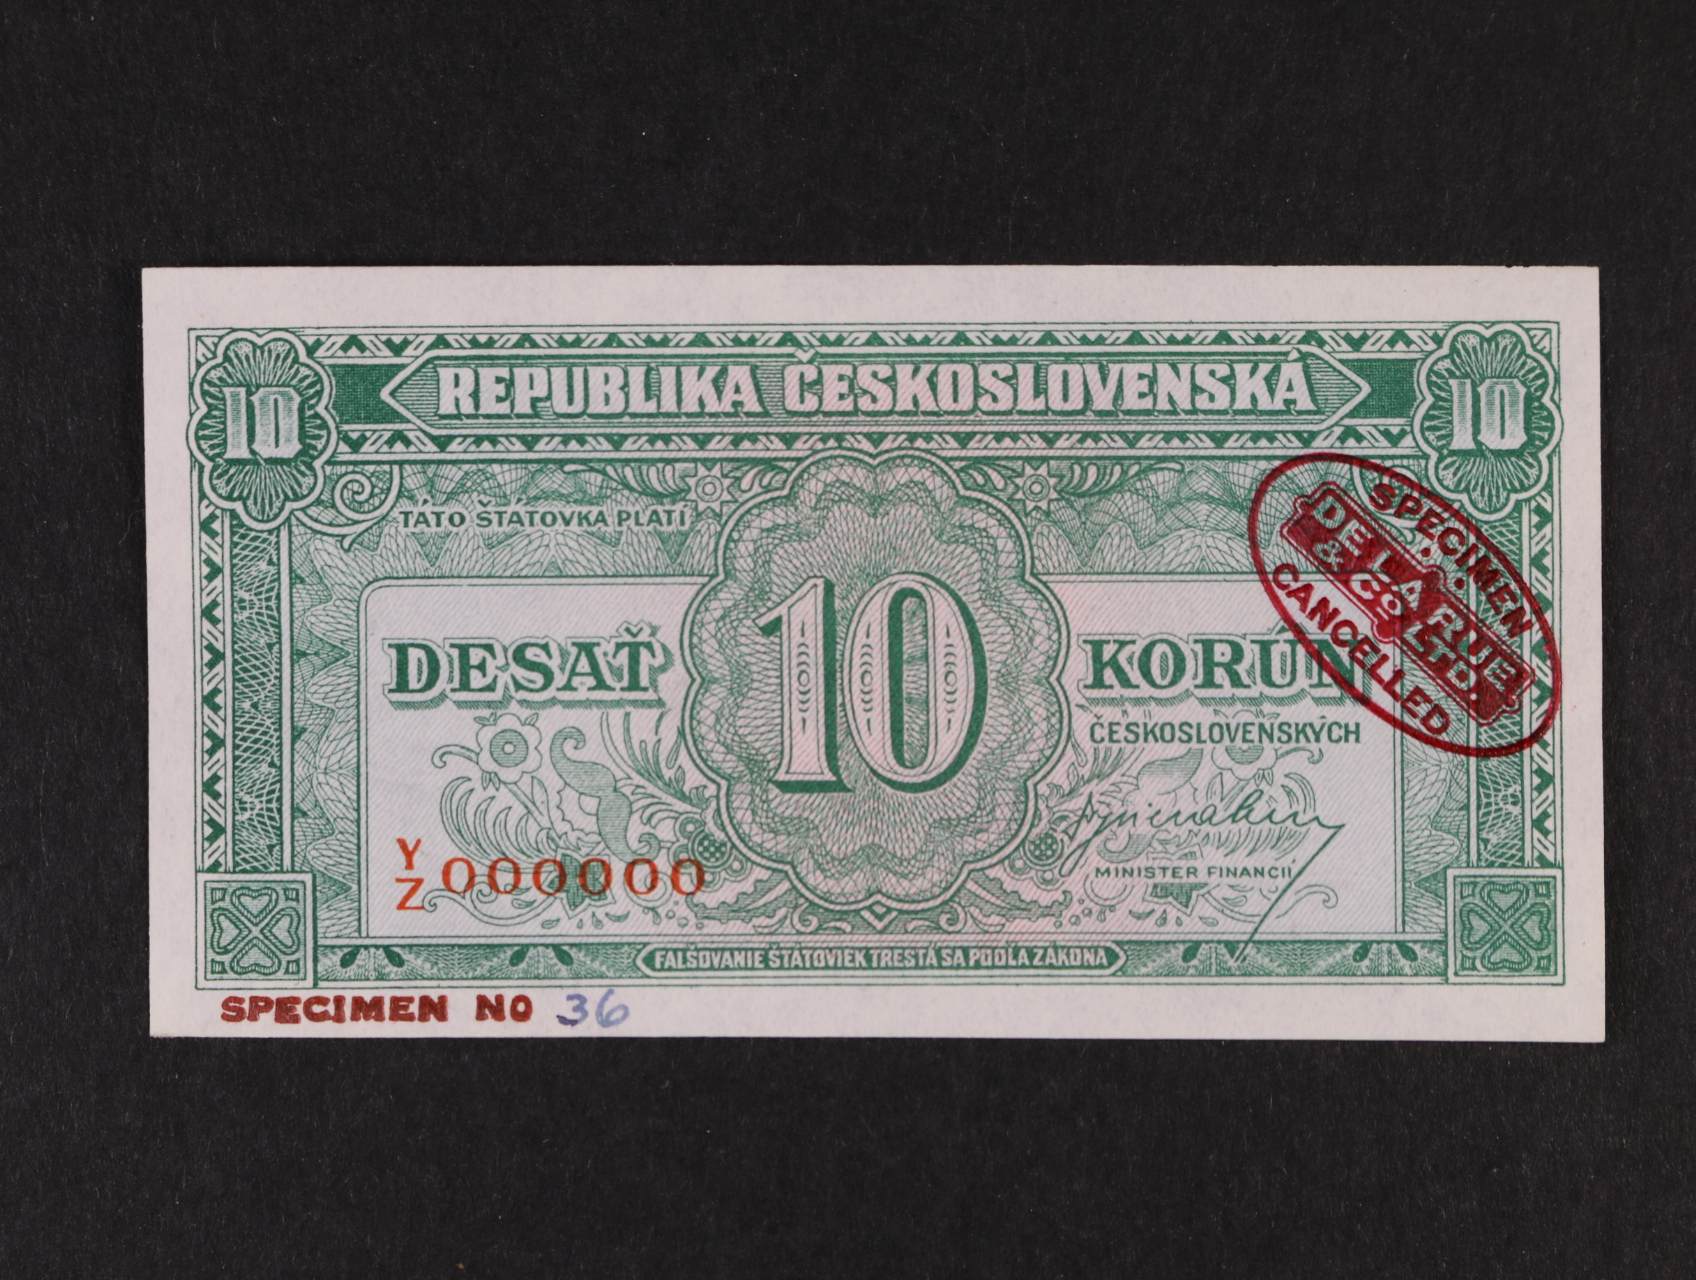 10 REPUBLIKA ČESKOSLOVENSKÁ 10
TÁTO ŠTÁTOVKA PLATÍ
SPECIMEN
DE LA RUE
& CO LTD.
CANCELLED
DESAŤ 10 KORÚN
ČESKOSLOVENSKÝCH
Y/Z 000000
MINISTER FINANCIÍ
FALŠOVANIE ŠTÁTOVIEK TRESTÁ SA PODĽA ZÁKONA
SPECIMEN NO 36